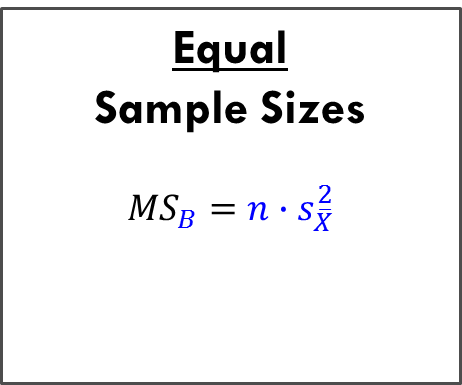 Equal
Sample Sizes
MS_B = n · s_X̄^2